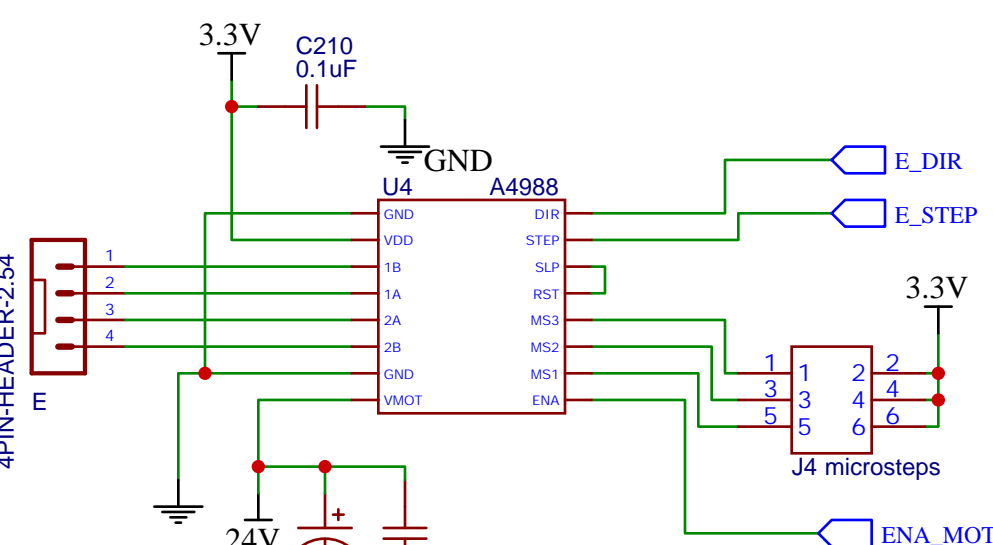 3.3V
C210
0.1uF
GND
U4
A4988
E_DIR
E_STEP
GND
VDD
1B
1A
2A
2B
GND
VMOT
DIR
STEP
SLP
RST
MS3
MS2
MS1
ENA
4PIN-HEADER-2.54
1
2
3
4
E
3.3V
1 1 2 2
3 3 4 4
5 5 6 6
J4 microsteps
24V
+
ENA_MOT